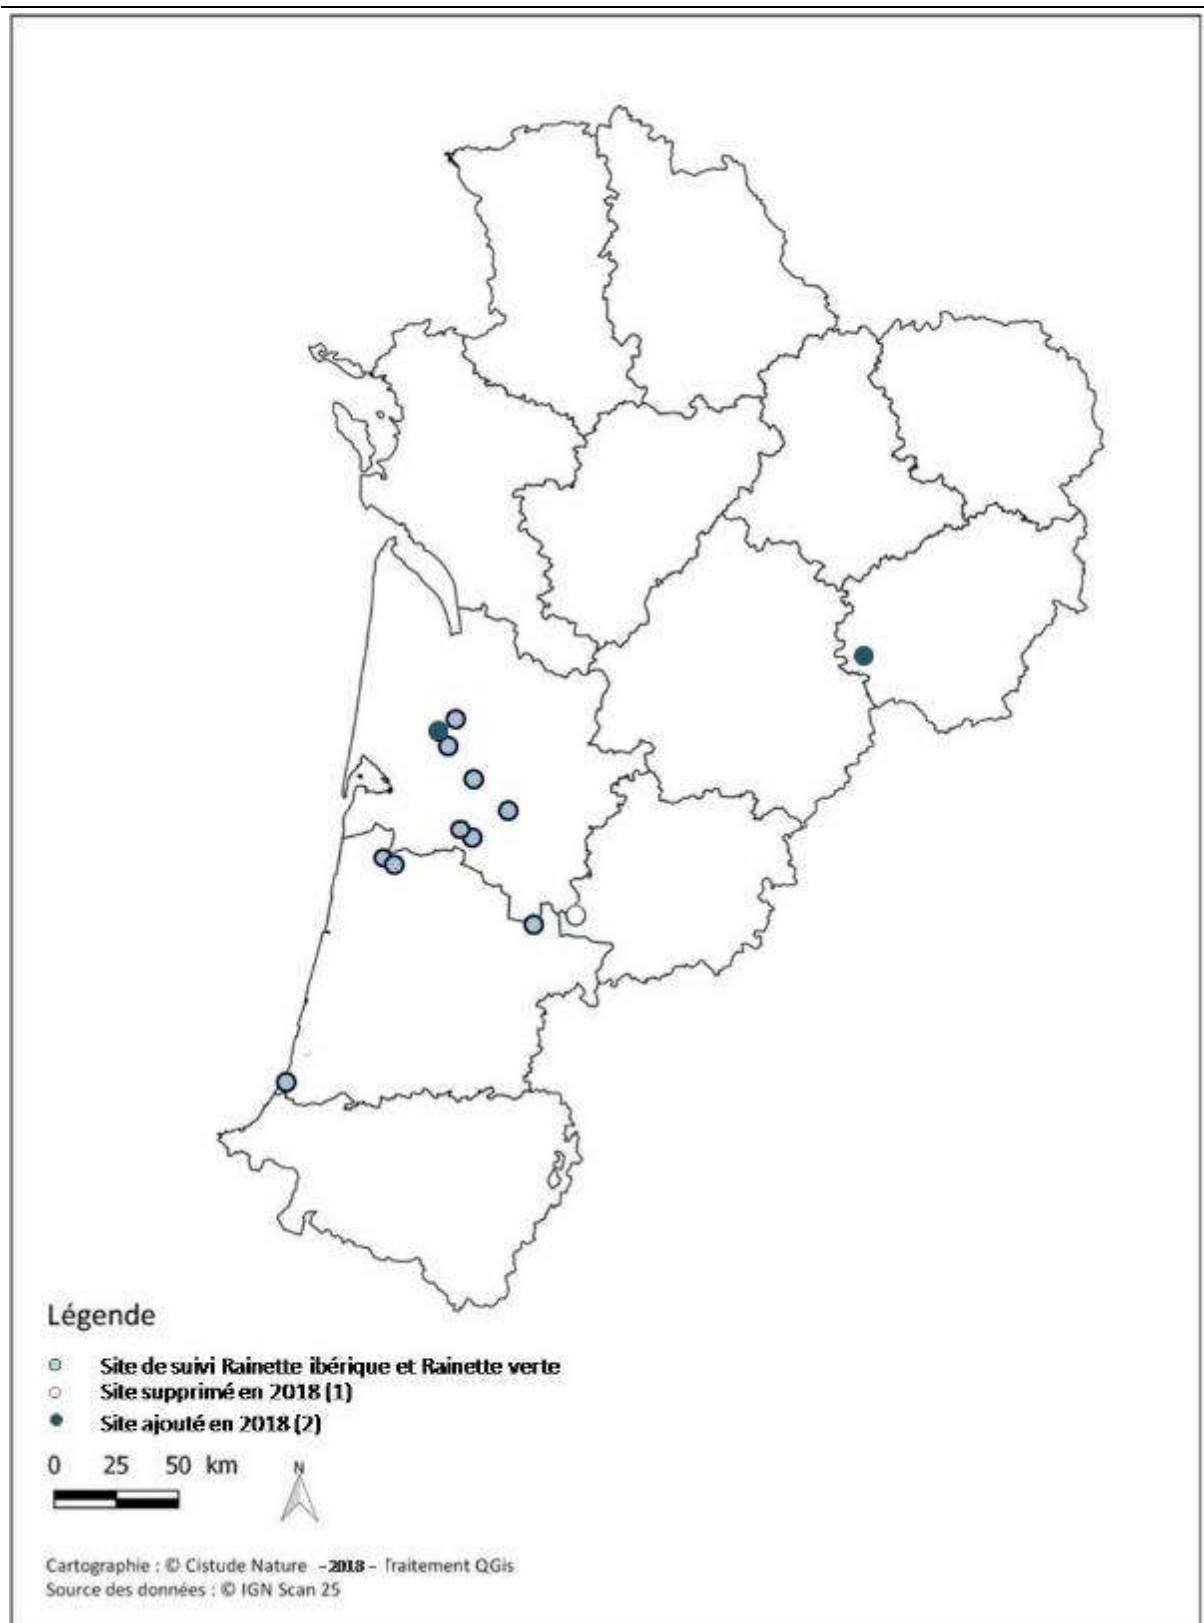 Légende
Site de suivi Rainette ibérique et Rainette verte
Site supprimé en 2018 (1)
Site ajouté en 2018 (2)
0 25 50 km
N
Cartographie : © Cistude Nature - 2018 - Traitement QGis
Source des données : © IGN Scan 25